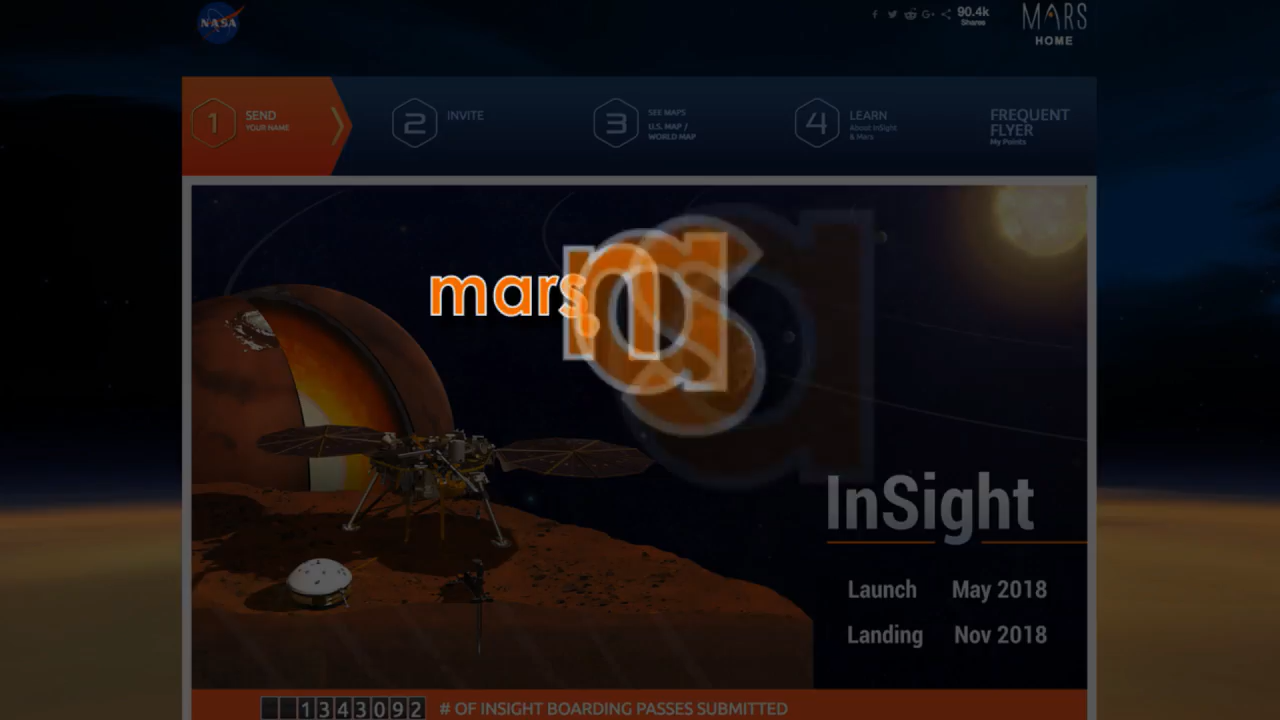 NASA
90.4k
Shares
MARS
HOME
1
SEND
YOUR NAME
2
INVITE
3
SEE MAPS
U.S. MAP /
WORLD MAP
4
LEARN
About InSight
& Mars
FREQUENT
FLYER
My Points
mars
InSight
Launch May 2018
Landing Nov 2018
1343092 # OF INSIGHT BOARDING PASSES SUBMITTED